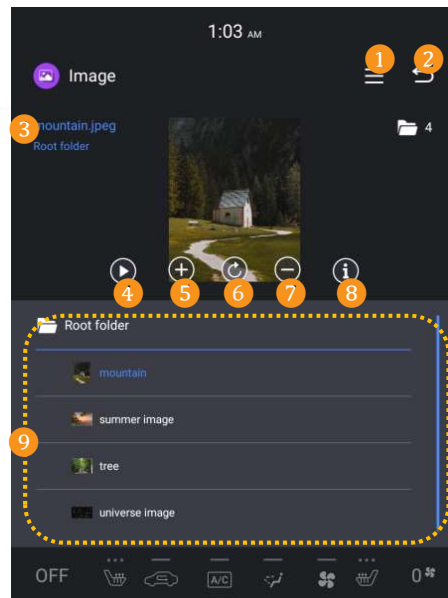 1:03 AM
1
2
Image
3
mountain.jpeg
4
Root folder
4
5
6
7
8
Root folder
mountain
summer image
9
tree
universe image
OFF
A/C
0